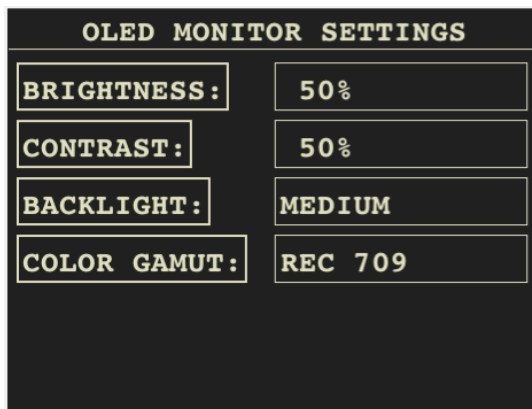 OLED MONITOR SETTINGS
BRIGHTNESS: 50%
CONTRAST: 50%
BACKLIGHT: MEDIUM
COLOR GAMUT: REC 709